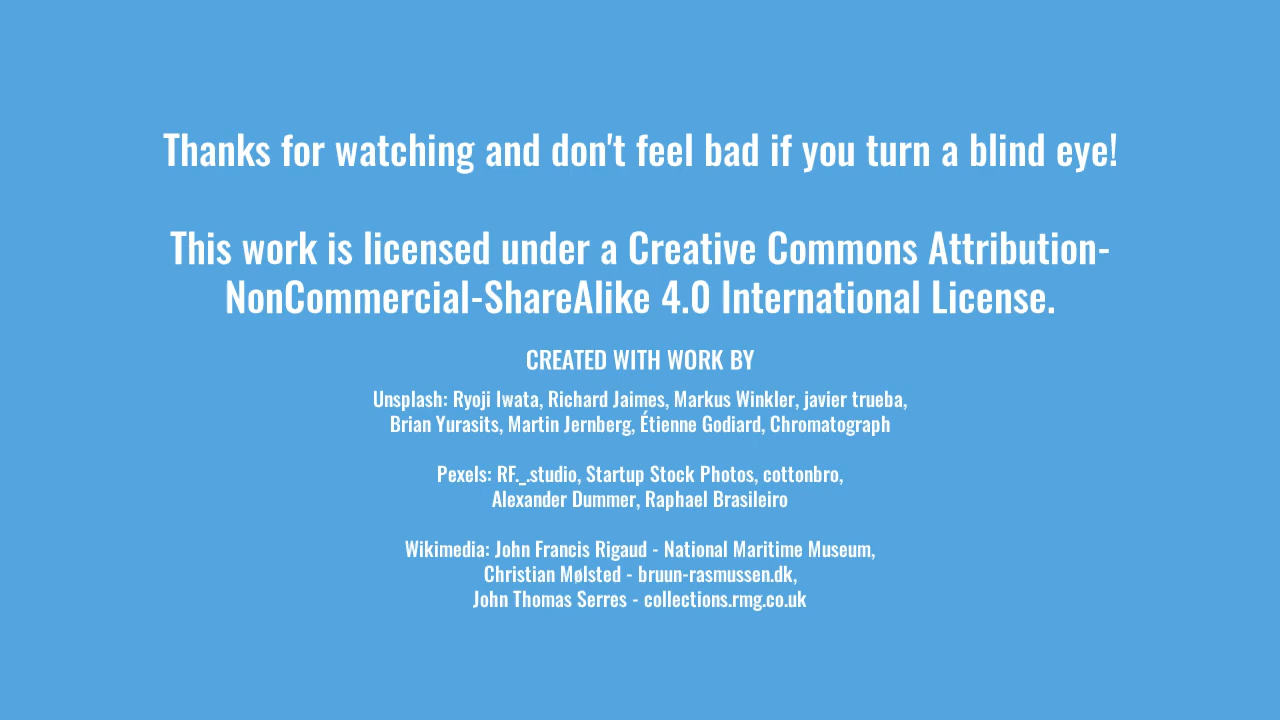 Thanks for watching and don't feel bad if you turn a blind eye!
This work is licensed under a Creative Commons Attribution-
NonCommercial-ShareAlike 4.0 International License.
CREATED WITH WORK BY
Unsplash: Ryoji Iwata, Richard Jaimes, Markus Winkler, javier trueba,
Brian Yurasits, Martin Jernberg, Étienne Godiard, Chromatograph
Pexels: RF._.studio, Startup Stock Photos, cottonbro,
Alexander Dummer, Raphael Brasileiro
Wikimedia: John Francis Rigaud - National Maritime Museum,
Christian Mølsted - bruun-rasmussen.dk,
John Thomas Serres - collections.rmg.co.uk